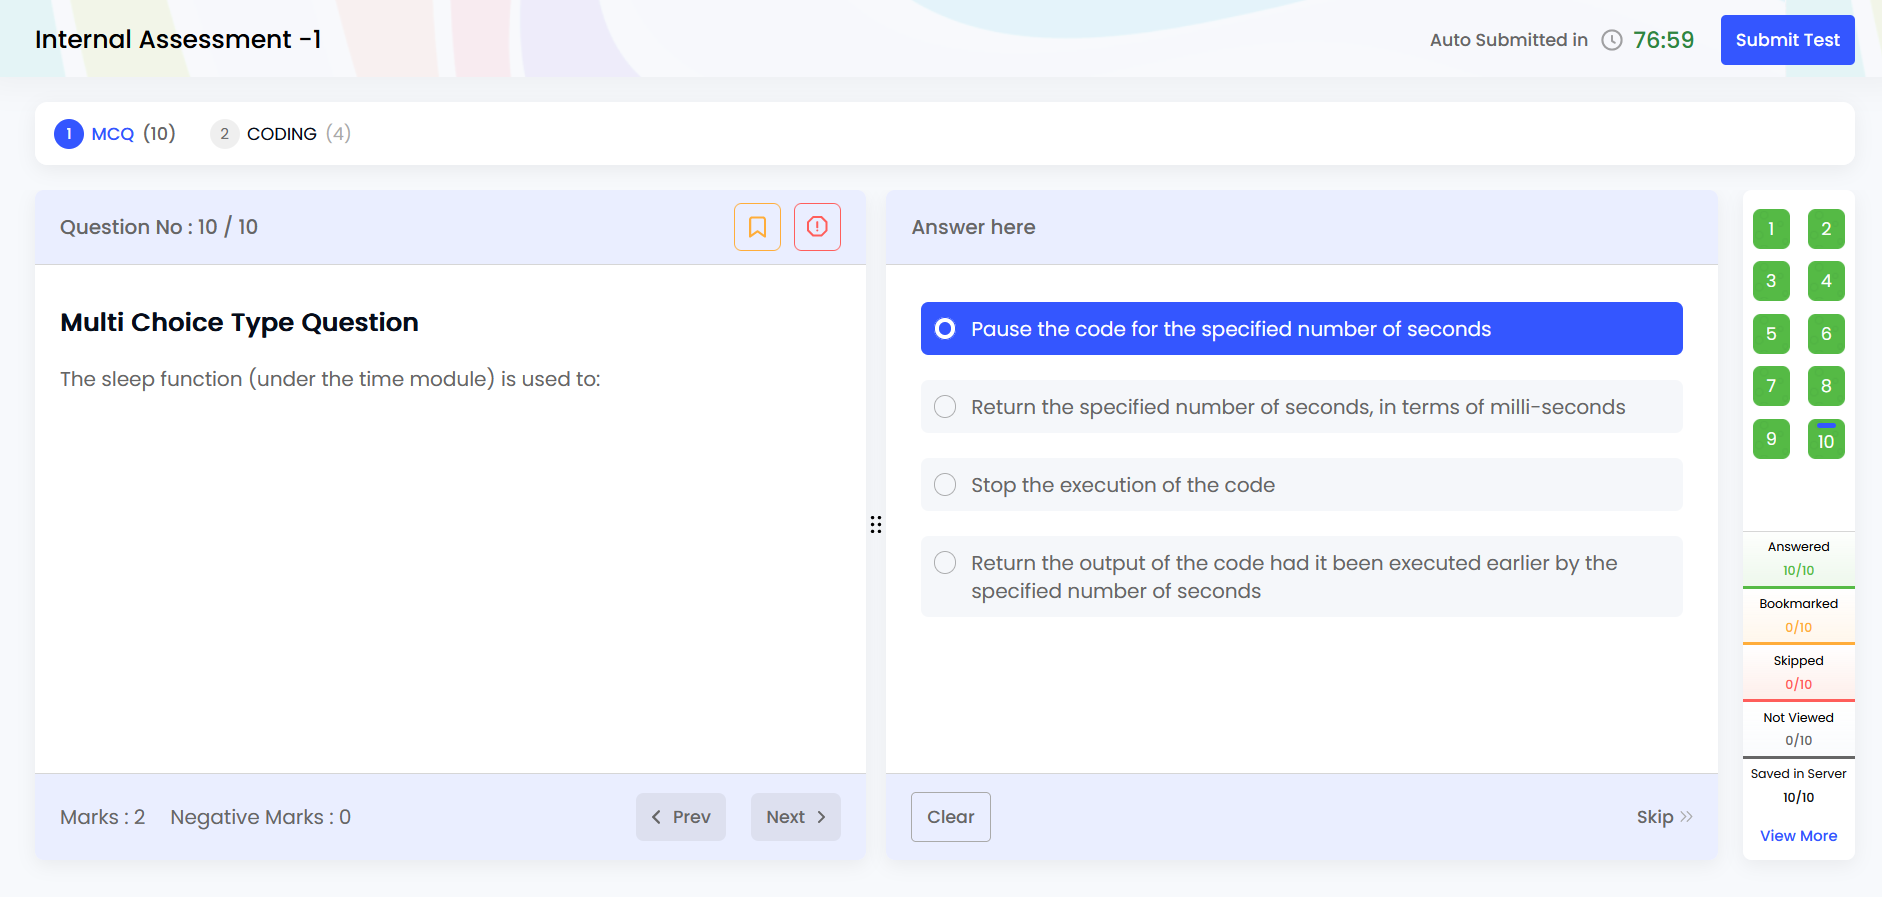 Internal Assessment -1
Auto Submitted in 76:59
Submit Test
1 MCQ (10)
2 CODING (4)
Question No : 10 / 10
Multi Choice Type Question
The sleep function (under the time module) is used to:
Marks : 2 Negative Marks : 0
Prev
Next
Answer here
Pause the code for the specified number of seconds
Return the specified number of seconds, in terms of milli-seconds
Stop the execution of the code
Return the output of the code had it been executed earlier by the
specified number of seconds
Clear
Skip
1 2
3 4
5 6
7 8
9 10
Answered
10/10
Bookmarked
0/10
Skipped
0/10
Not Viewed
0/10
Saved in Server
10/10
View More